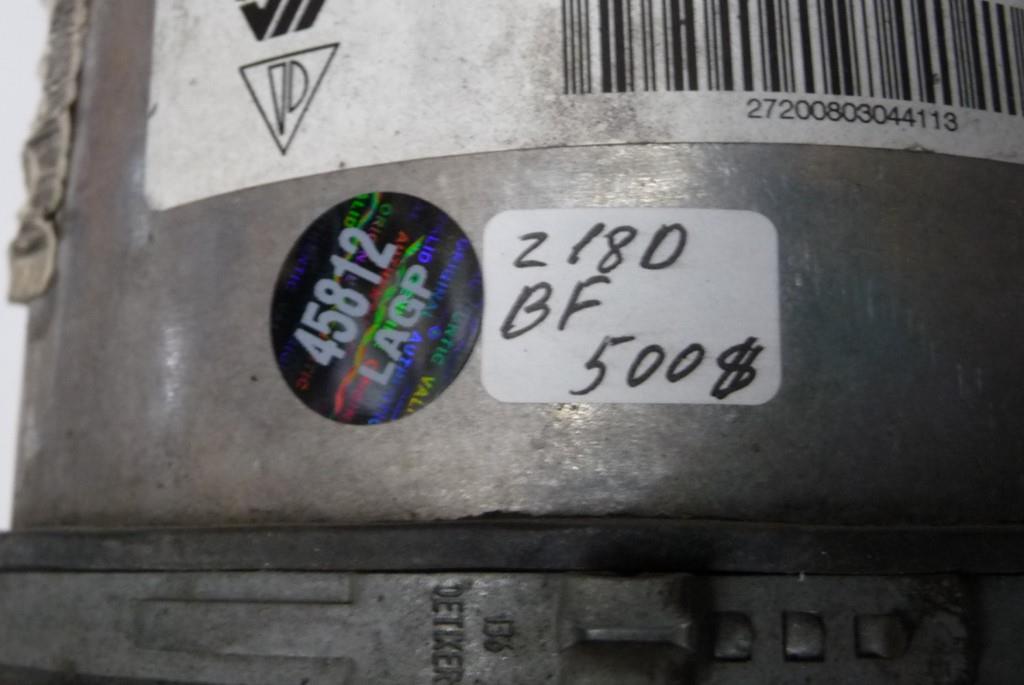 27200803044113
45812
LAGP
218D
BF
500$
136
OETIKER